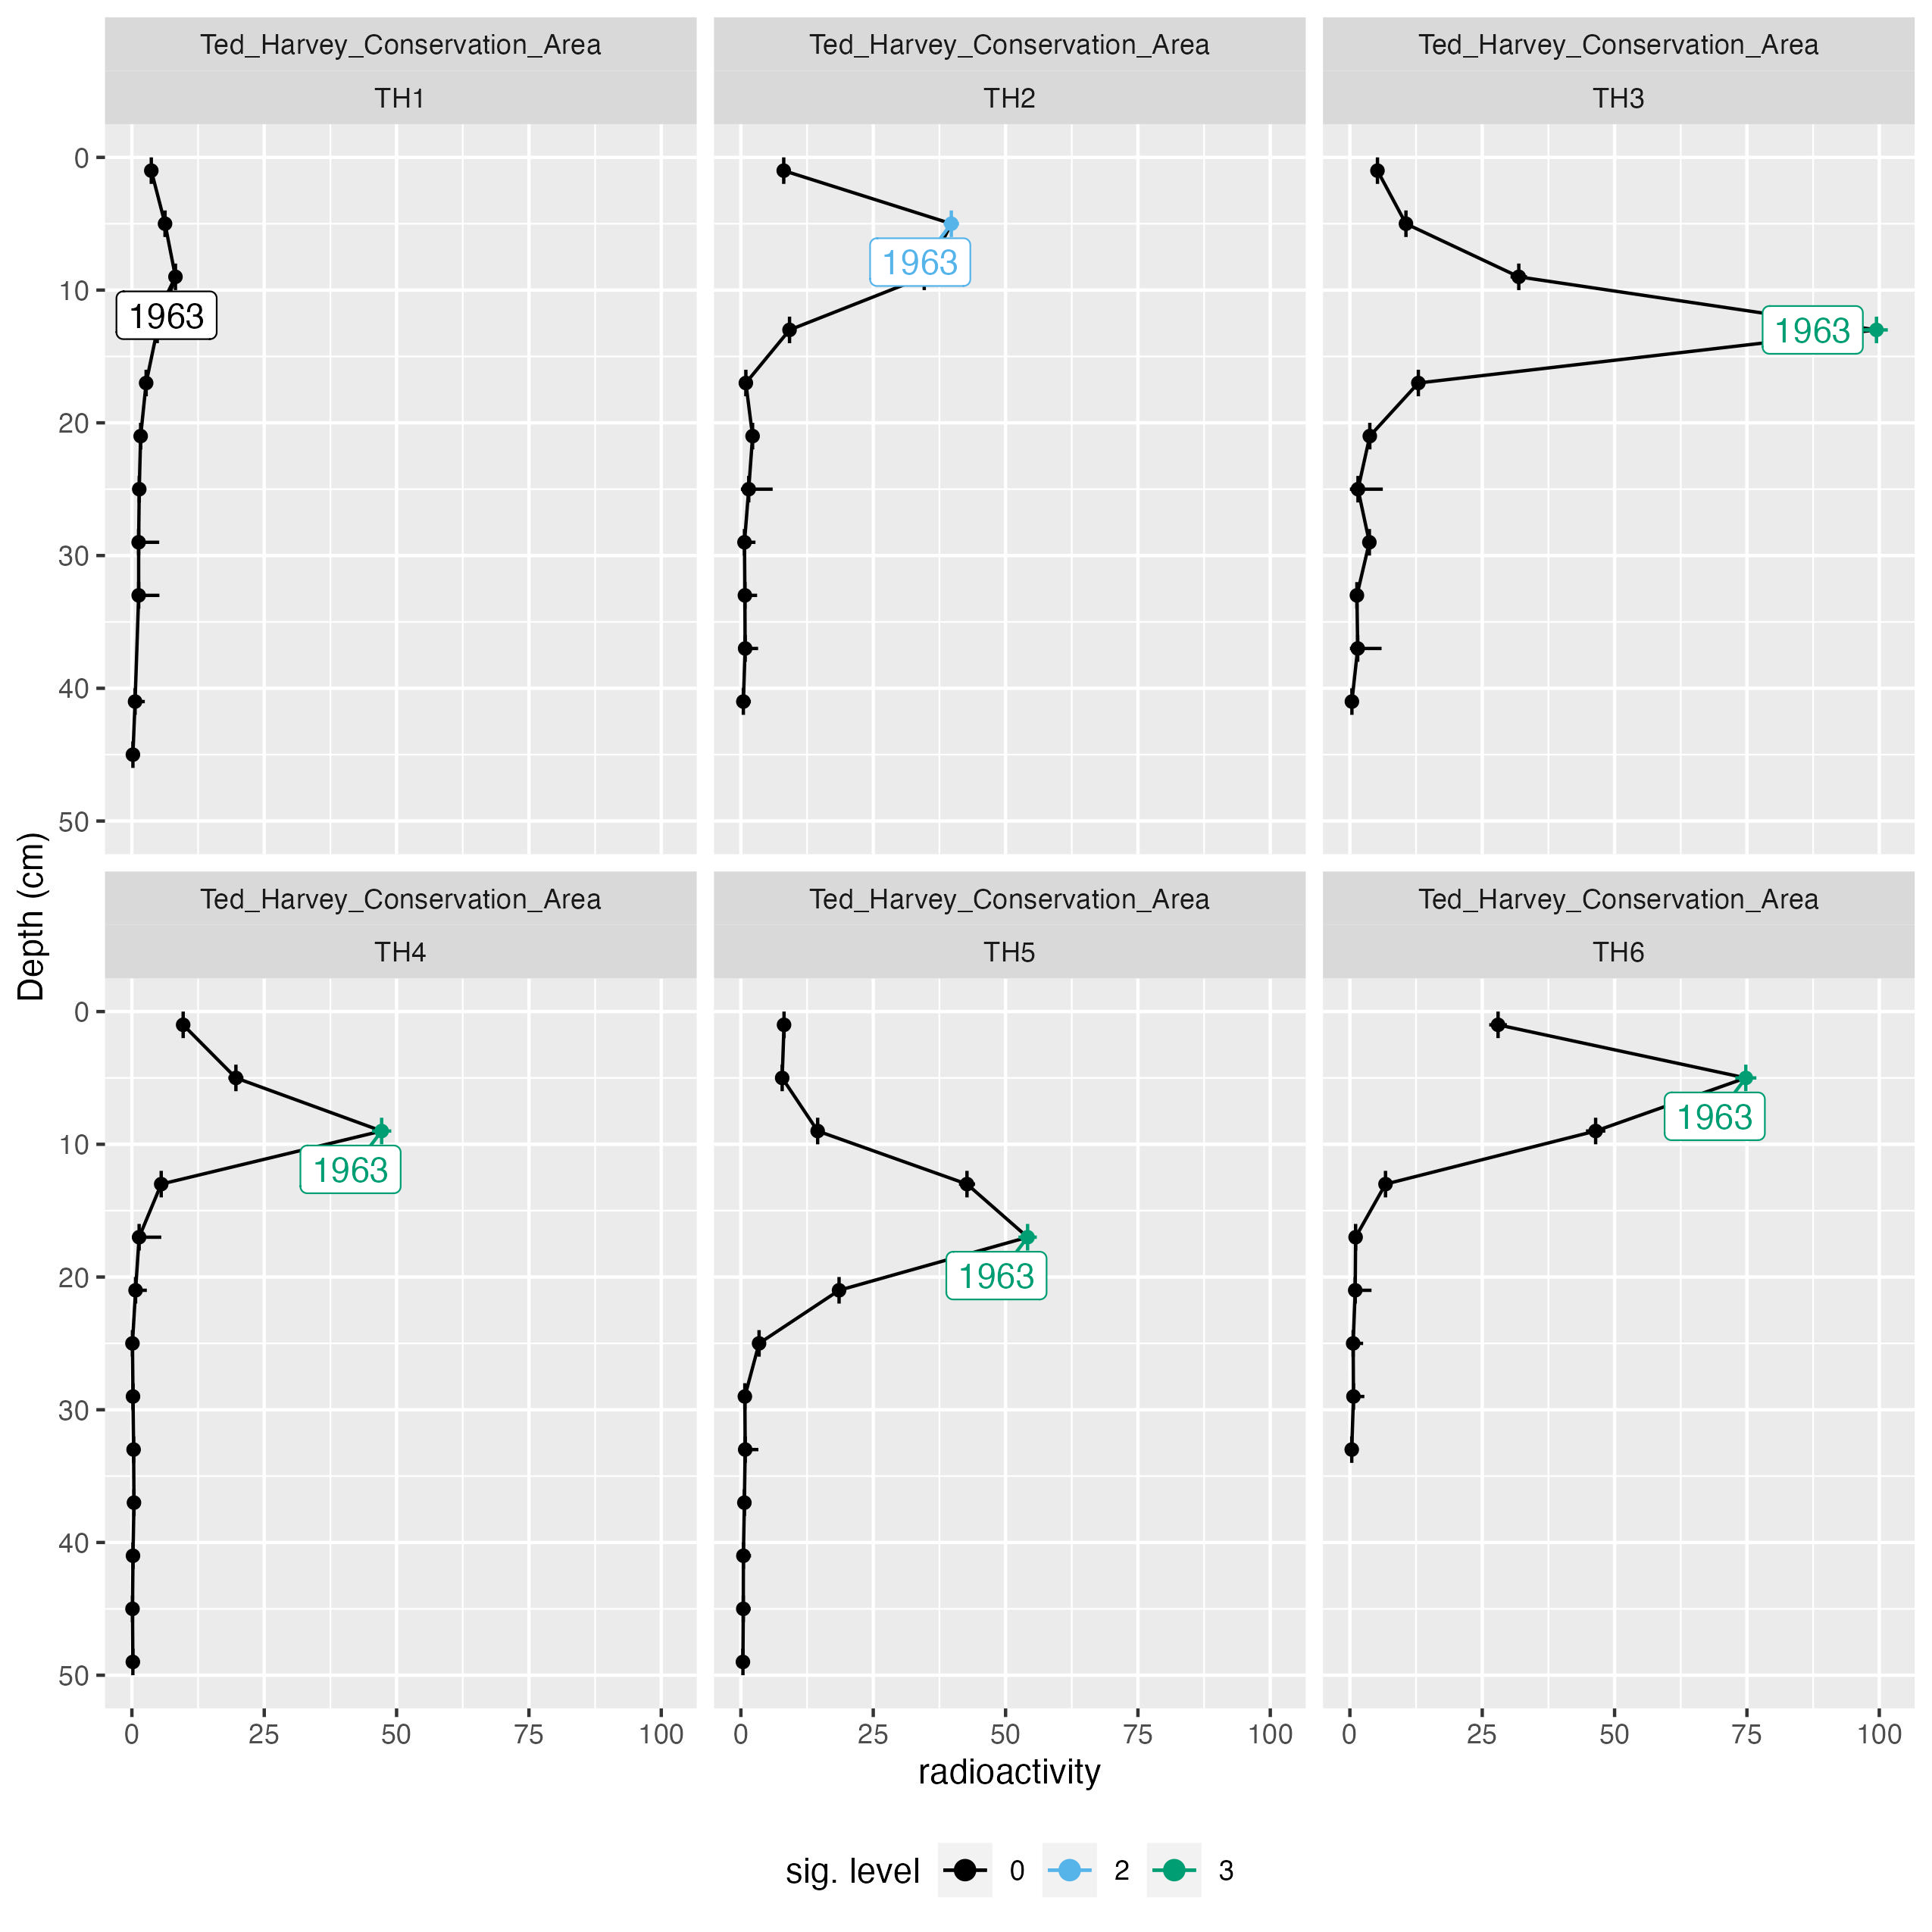 Ted_Harvey_Conservation_Area Ted_Harvey_Conservation_Area Ted_Harvey_Conservation_Area
TH1 TH2 TH3
0
10
20
30
40
50
1963
1963
1963
Depth (cm)
Ted_Harvey_Conservation_Area Ted_Harvey_Conservation_Area Ted_Harvey_Conservation_Area
TH4 TH5 TH6
0
10
20
30
40
50
1963
1963
1963
0 25 50 75 100 0 25 50 75 100 0 25 50 75 100
radioactivity
sig. level 0 2 3